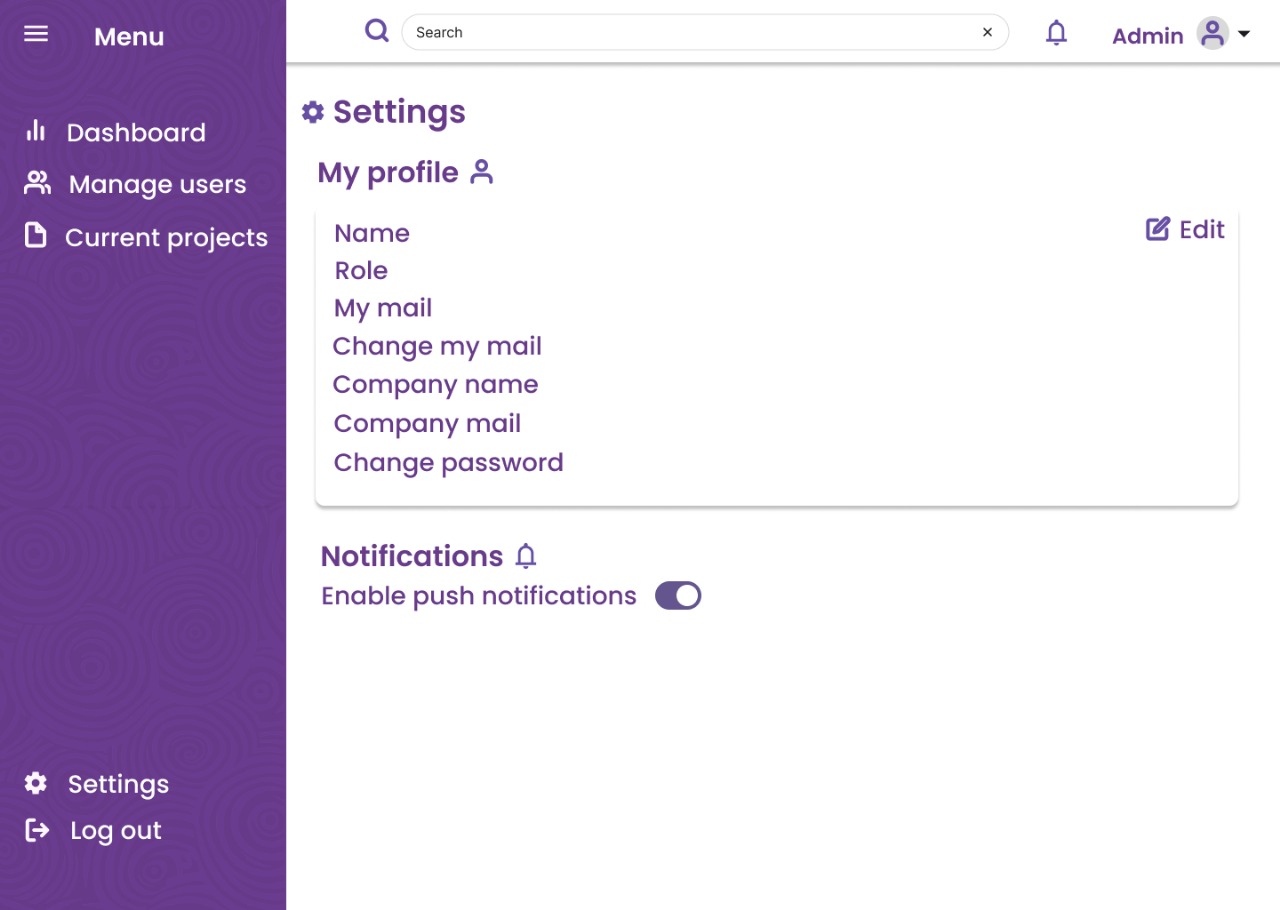 Menu
Search
Admin
Dashboard
Manage users
Current projects
Settings
My profile
Edit
Name
Role
My mail
Change my mail
Company name
Company mail
Change password
Notifications
Enable push notifications
Settings
Log out